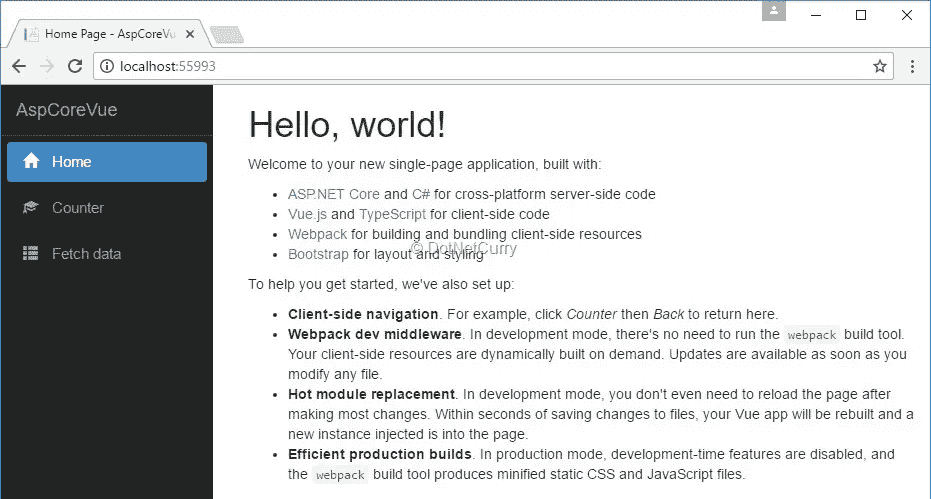 Home Page - AspCoreVu
localhost:55993
AspCoreVue
Home
Counter
Fetch data
Hello, world!
Welcome to your new single-page application, built with:
• ASP.NET Core and C# for cross-platform server-side code
• Vue.js and TypeScript for client-side code
• Webpack for building and bundling client-side resources
• Bootstrap for layout and styling
© DotNetCurry
To help you get started, we've also set up:
• Client-side navigation. For example, click Counter then Back to return here.
• Webpack dev middleware. In development mode, there's no need to run the webpack build tool.
Your client-side resources are dynamically built on demand. Updates are available as soon as you
modify any file.
• Hot module replacement. In development mode, you don't even need to reload the page after
making most changes. Within seconds of saving changes to files, your Vue app will be rebuilt and a
new instance injected is into the page.
• Efficient production builds. In production mode, development-time features are disabled, and
the webpack build tool produces minified static CSS and JavaScript files.